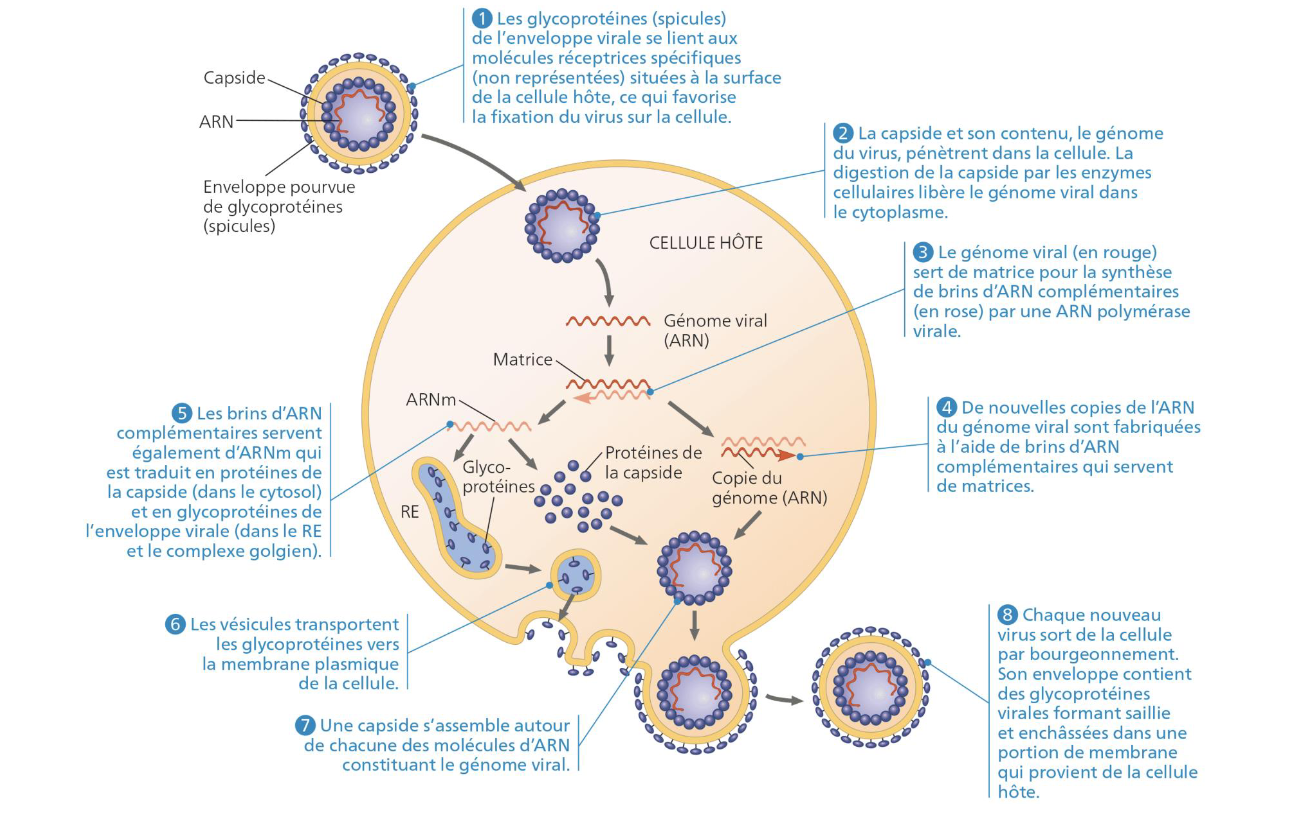 1 Les glycoprotéines (spicules)
de l'enveloppe virale se lient aux
molécules réceptrices spécifiques
(non représentées) situées à la surface
de la cellule hôte, ce qui favorise
la fixation du virus sur la cellule.
Capside
ARN
Enveloppe pourvue
de glycoprotéines
(spicules)
2 La capside et son contenu, le génome
du virus, pénètrent dans la cellule. La
digestion de la capside par les enzymes
cellulaires libère le génome viral dans
le cytoplasme.
CELLULE HÔTE
3 Le génome viral (en rouge)
sert de matrice pour la synthèse
de brins d'ARN complémentaires
(en rose) par une ARN polymérase
virale.
Génome viral
(ARN)
Matrice
ARNm
4 De nouvelles copies de l'ARN
du génome viral sont fabriquées
à l'aide de brins d'ARN
complémentaires qui servent
de matrices.
5 Les brins d'ARN
complémentaires servent
également d'ARNm qui
est traduit en protéines de
la capside (dans le cytosol)
et en glycoprotéines de
l'enveloppe virale (dans le RE
et le complexe golgien).
Glyco-
protéines
RE
Protéines de
la capside
Copie du
génome (ARN)
6 Les vésicules transportent
les glycoprotéines vers
la membrane plasmique
de la cellule.
7 Une capside s'assemble autour
de chacune des molécules d'ARN
constituant le génome viral.
8 Chaque nouveau
virus sort de la cellule
par bourgeonnement.
Son enveloppe contient
des glycoprotéines
virales formant saillie
et enchâssées dans une
portion de membrane
qui provient de la cellule
hôte.